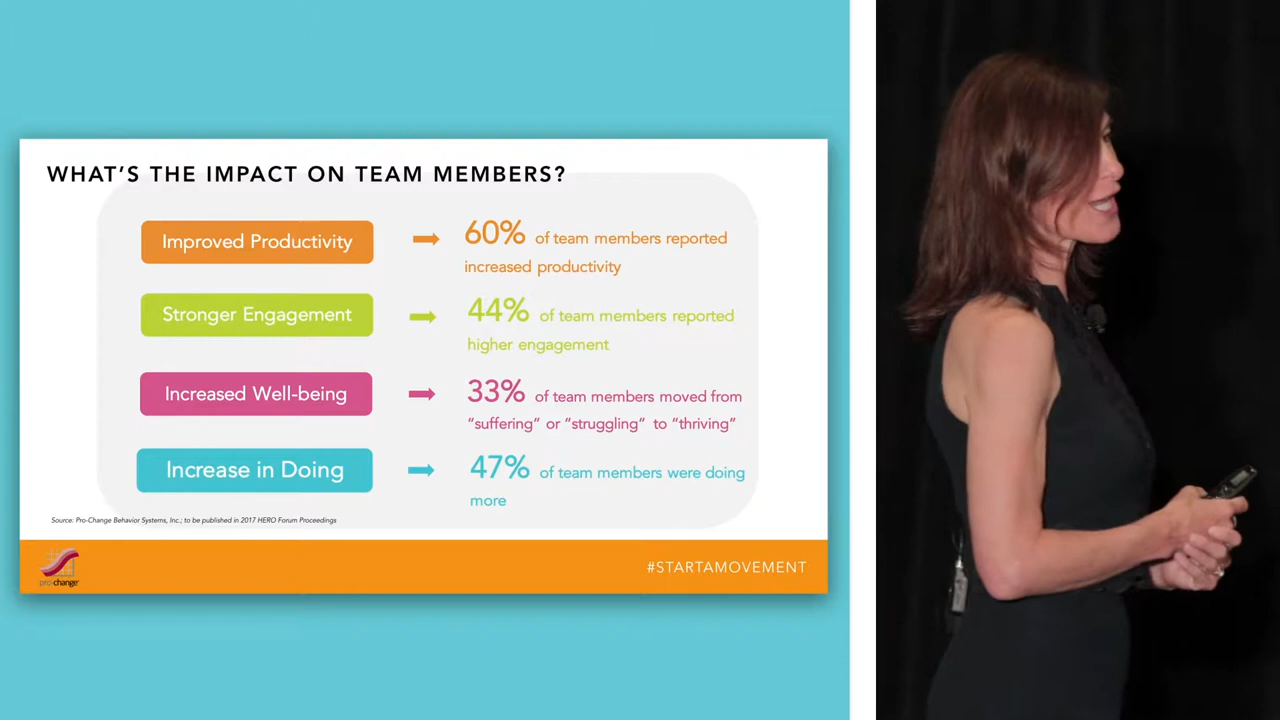 WHAT'S THE IMPACT ON TEAM MEMBERS?
Improved Productivity
60% of team members reported
increased productivity
Stronger Engagement
44% of team members reported
higher engagement
Increased Well-being
33% of team members moved from
“suffering” or “struggling” to “thriving”
Increase in Doing
47% of team members were doing
more
Source: Pro-Change Behavior Systems, Inc.; to be published in 2017 HERO Forum Proceedings
pro-change
#STARTAMOVEMENT